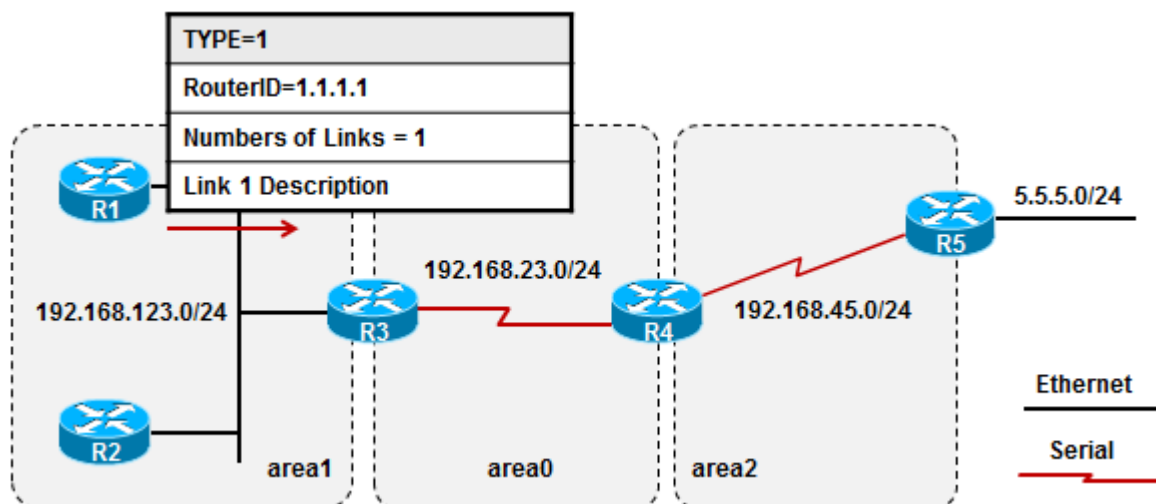 TYPE=1
RouterID=1.1.1.1
Numbers of Links = 1
Link 1 Description
R1
5.5.5.0/24
R5
192.168.23.0/24
192.168.123.0/24
R3
R4
192.168.45.0/24
Ethernet
R2
Serial
area1
area0
area2